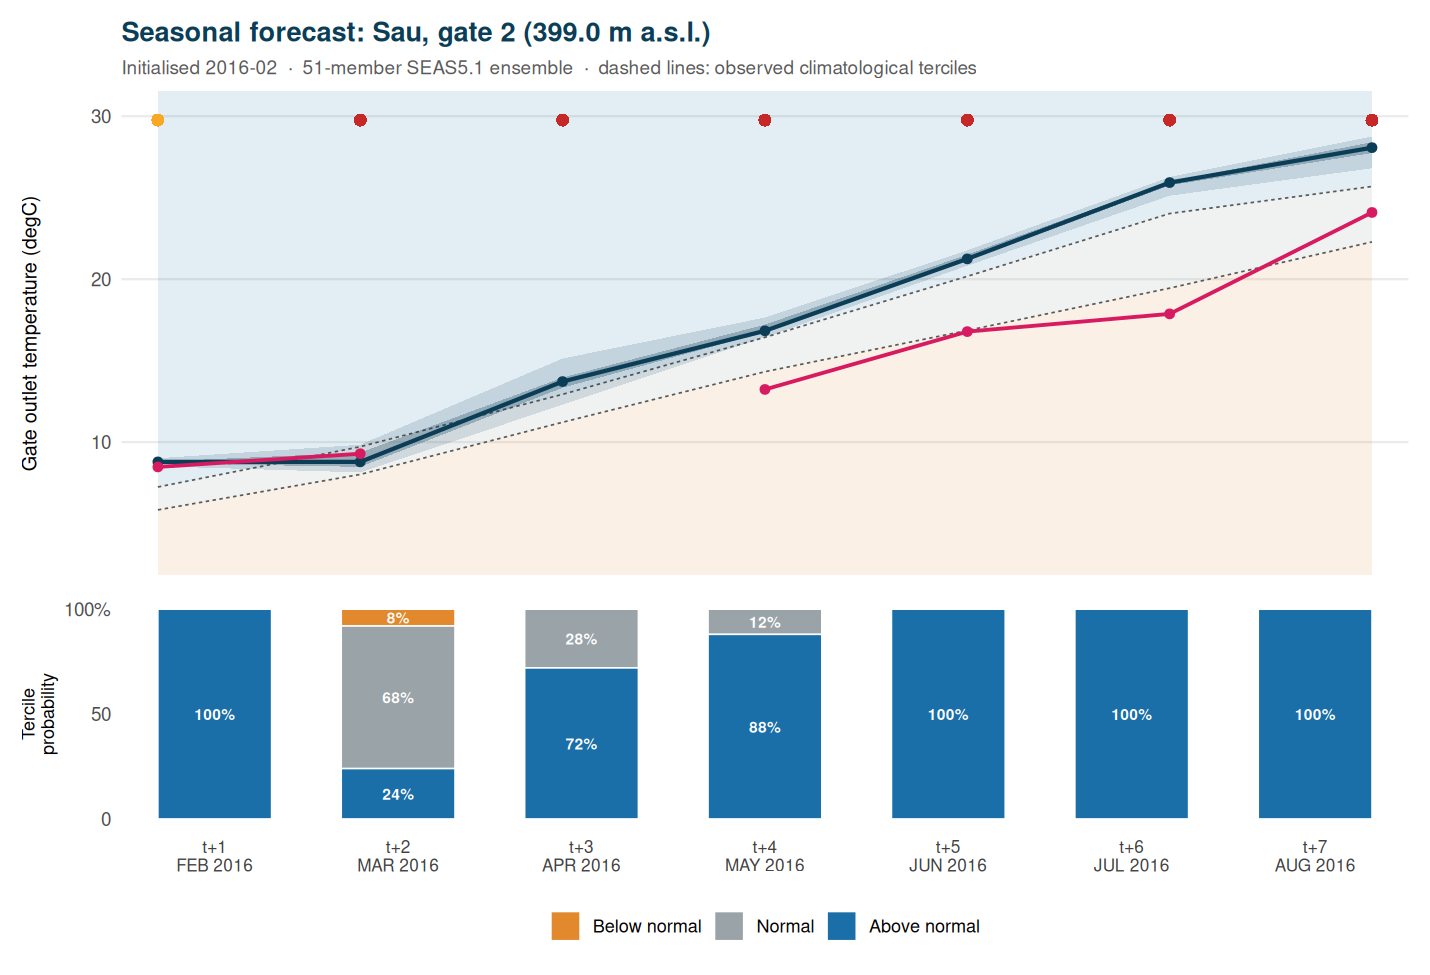 Seasonal forecast: Sau, gate 2 (399.0 m a.s.l.)
Initialised 2016-02 · 51-member SEAS5.1 ensemble · dashed lines: observed climatological terciles
Gate outlet temperature (degC)
30
20
10
Tercile
probability
100%
50
0
100%
8%
68%
24%
28%
72%
12%
88%
100%
100%
100%
t+1
FEB 2016
t+2
MAR 2016
t+3
APR 2016
t+4
MAY 2016
t+5
JUN 2016
t+6
JUL 2016
t+7
AUG 2016
Below normal
Normal
Above normal